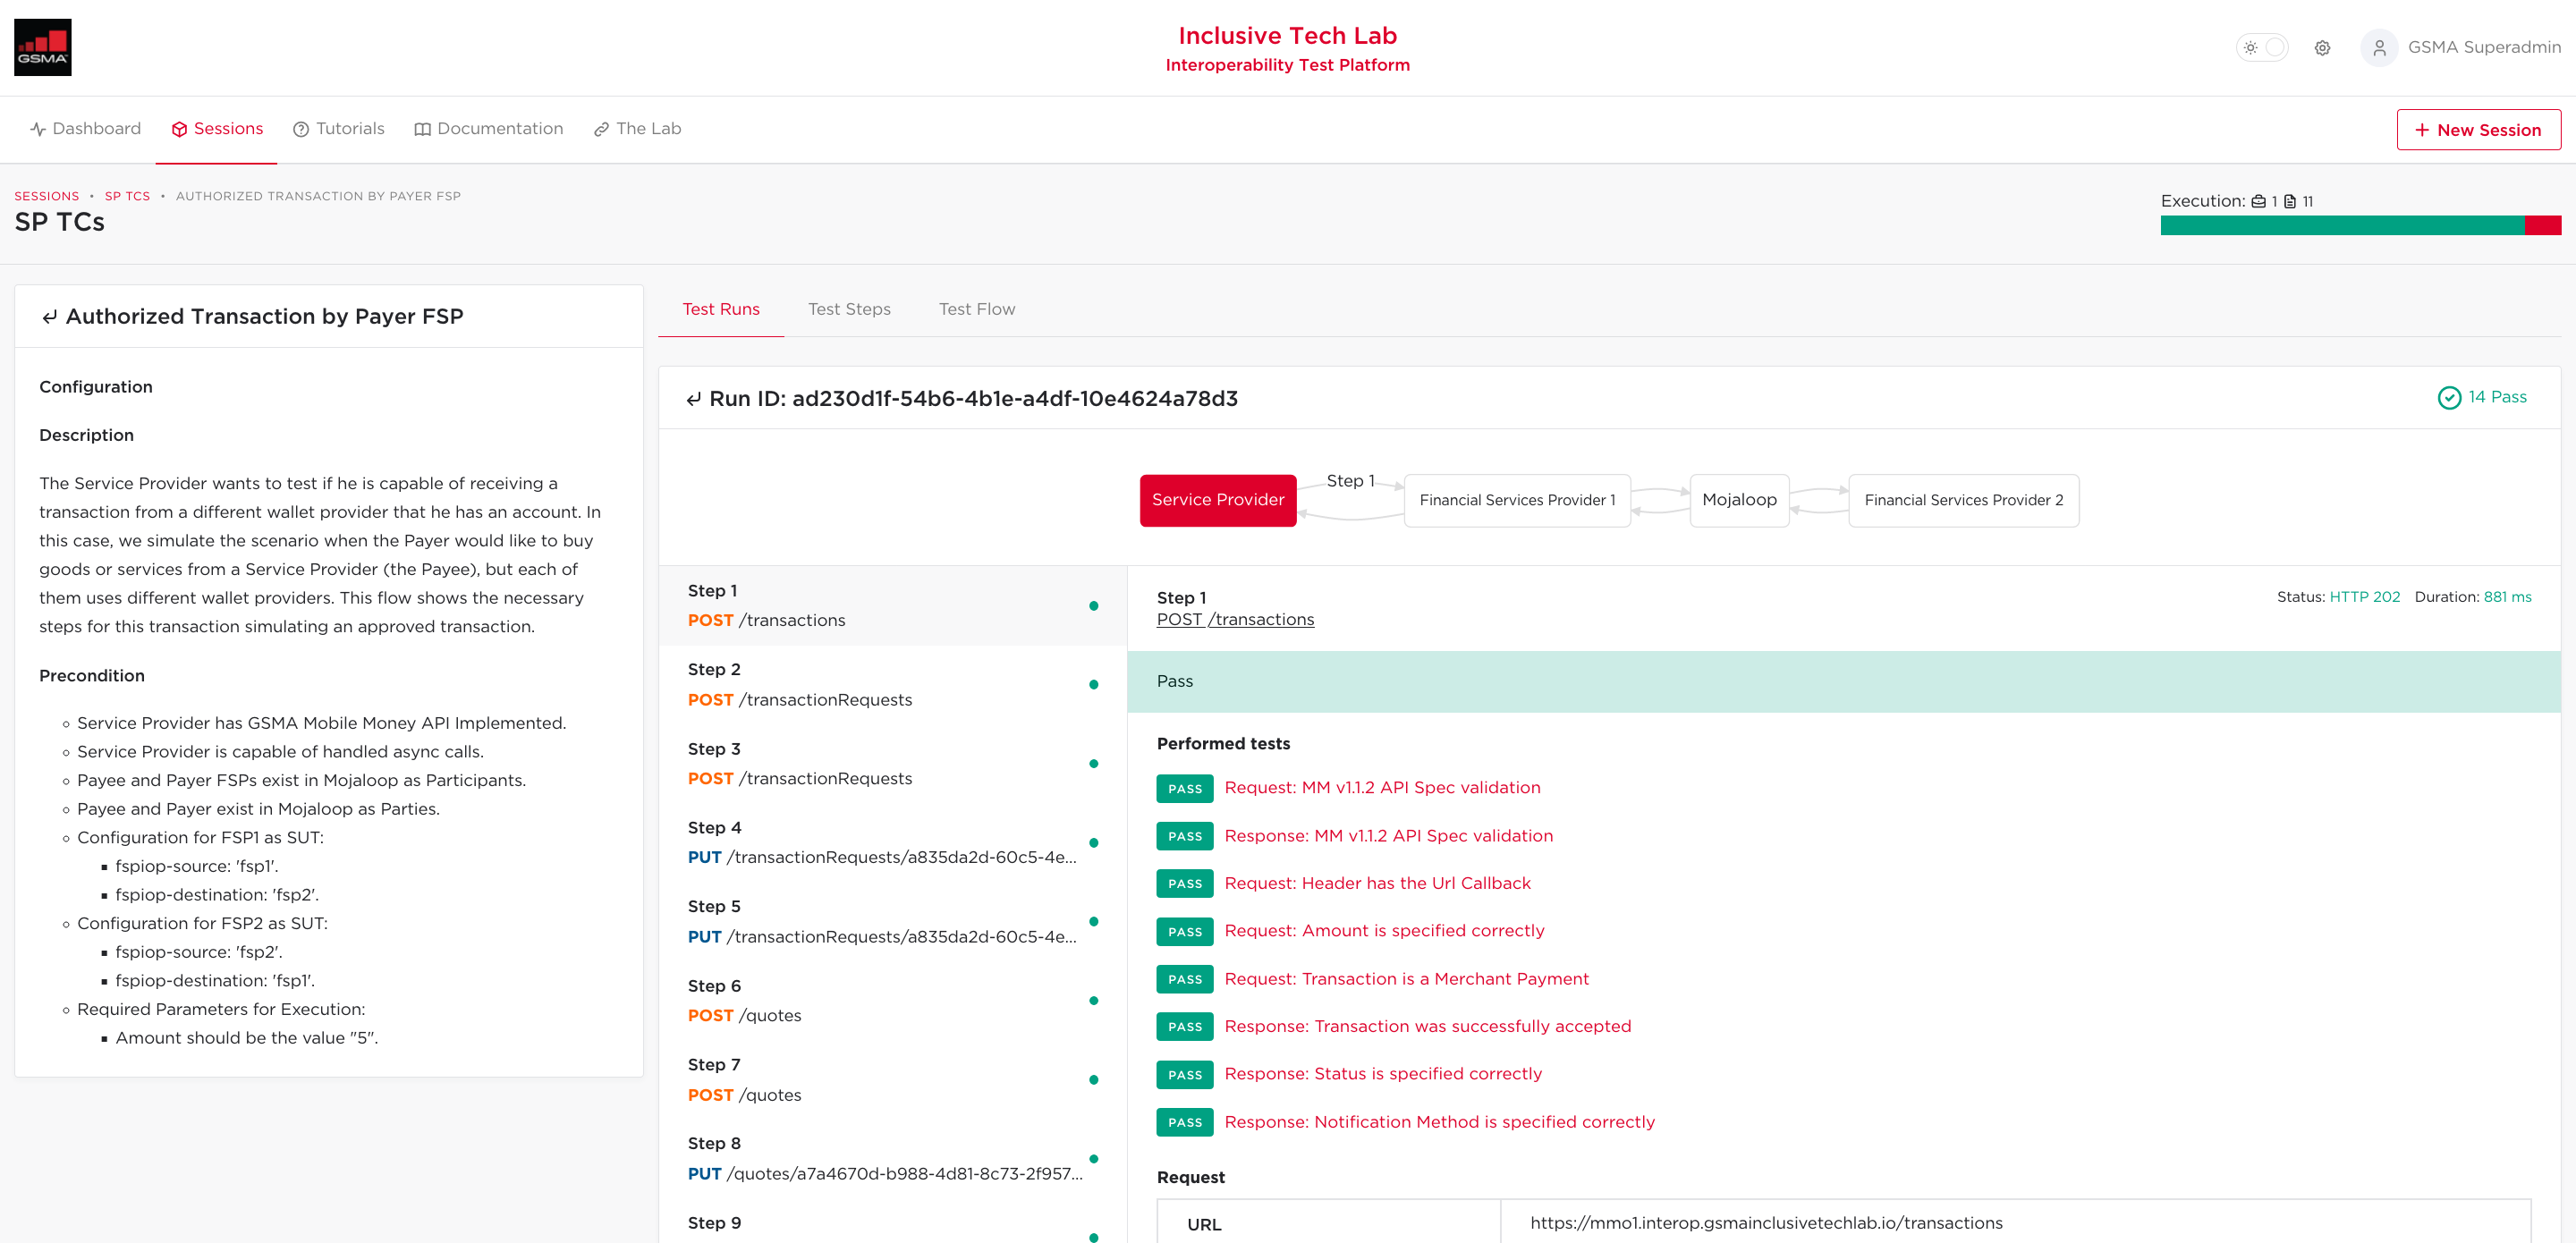 GSMA
Inclusive Tech Lab
Interoperability Test Platform
GSMA Superadmin
Dashboard
Sessions
Tutorials
Documentation
The Lab
+ New Session
SESSIONS • SP TCS • AUTHORIZED TRANSACTION BY PAYER FSP
SP TCs
Execution: 1 11
Authorized Transaction by Payer FSP
Configuration
Description
The Service Provider wants to test if he is capable of receiving a
transaction from a different wallet provider that he has an account. In
this case, we simulate the scenario when the Payer would like to buy
goods or services from a Service Provider (the Payee), but each of
them uses different wallet providers. This flow shows the necessary
steps for this transaction simulating an approved transaction.
Precondition
Service Provider has GSMA Mobile Money API Implemented.
Service Provider is capable of handled async calls.
Payee and Payer FSPs exist in Mojaloop as Participants.
Payee and Payer exist in Mojaloop as Parties.
Configuration for FSP1 as SUT:
fspiop-source: 'fsp1'.
fspiop-destination: 'fsp2'.
Configuration for FSP2 as SUT:
fspiop-source: 'fsp2'.
fspiop-destination: 'fsp1'.
Required Parameters for Execution:
Amount should be the value "5".
Test Runs
Test Steps
Test Flow
Run ID: ad230d1f-54b6-4b1e-a4df-10e4624a78d3
14 Pass
Service Provider
Step 1
Financial Services Provider 1
Mojaloop
Financial Services Provider 2
Step 1
POST /transactions
Step 2
POST /transactionRequests
Step 3
POST /transactionRequests
Step 4
PUT /transactionRequests/a835da2d-60c5-4e...
Step 5
PUT /transactionRequests/a835da2d-60c5-4e...
Step 6
POST /quotes
Step 7
POST /quotes
Step 8
PUT /quotes/a7a4670d-b988-4d81-8c73-2f957...
Step 9
Step 1
POST /transactions
Status: HTTP 202 Duration: 881 ms
Pass
Performed tests
PASS Request: MM v1.1.2 API Spec validation
PASS Response: MM v1.1.2 API Spec validation
PASS Request: Header has the Url Callback
PASS Request: Amount is specified correctly
PASS Request: Transaction is a Merchant Payment
PASS Response: Transaction was successfully accepted
PASS Response: Status is specified correctly
PASS Response: Notification Method is specified correctly
Request
URL
https://mmo1.interop.gsmainclusivetechlab.io/transactions